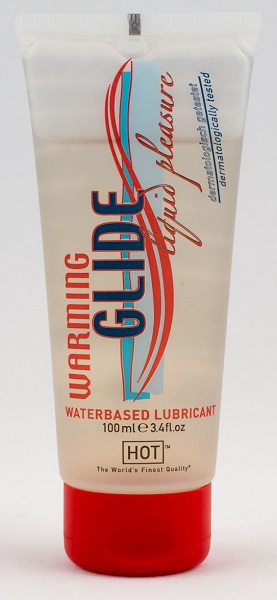 WARMING
GLIDE
liquid pleasure
dermatologisch getestet
dermatologically tested
WATERBASED LUBRICANT
100 ml ℮ 3.4fl.oz
HOT™
The World's Finest Quality®